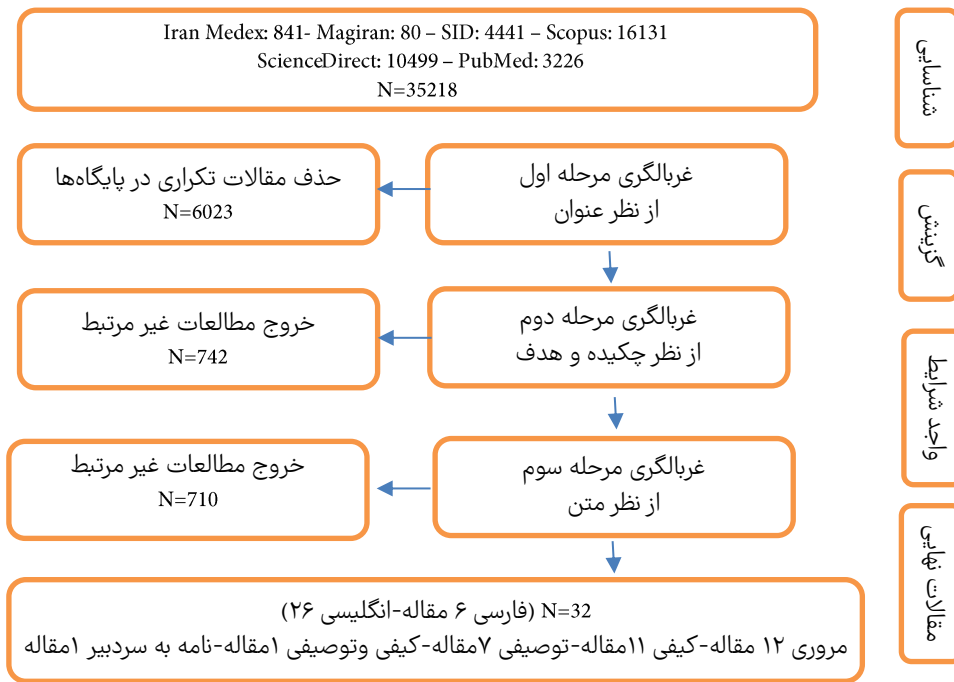 Iran Medex: 841- Magiran: 80 – SID: 4441 – Scopus: 16131
ScienceDirect: 10499 – PubMed: 3226
N=35218
شناسایی
غربالگری مرحله اول
از نظر عنوان
حذف مقالات تکراری در پایگاه‌ها
N=6023
گزینش
غربالگری مرحله دوم
از نظر چکیده و هدف
خروج مطالعات غیر مرتبط
N=742
واجد شرایط
غربالگری مرحله سوم
از نظر متن
خروج مطالعات غیر مرتبط
N=710
مقالات نهایی
N=32 (فارسی ۶ مقاله-انگلیسی ۲۶)
مروری ۱۲ مقاله-کیفی ۱۱مقاله-توصیفی ۷مقاله-کیفی وتوصیفی ۱مقاله-نامه به سردبیر ۱مقاله